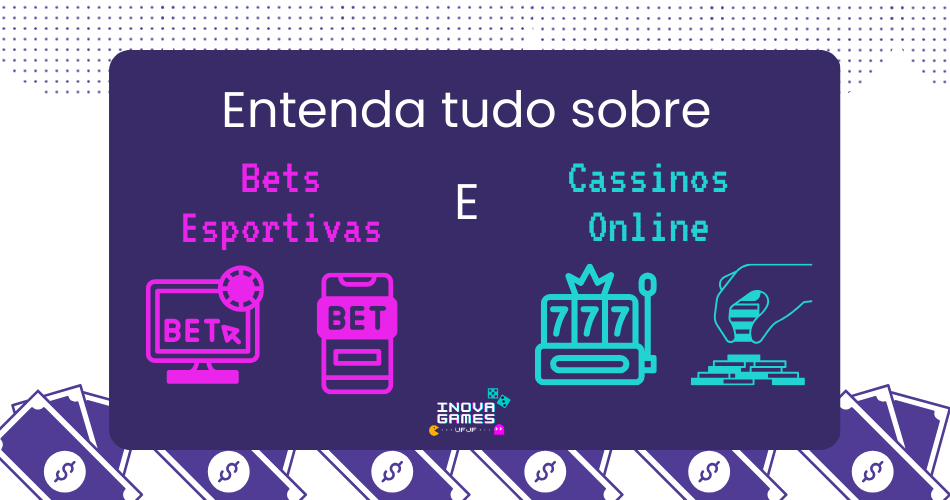 Entenda tudo sobre
Bets
Esportivas
E
Cassinos
Online
BET
BET
777
INOVA
GAMES
UFJF
$
$
$
$
$
$